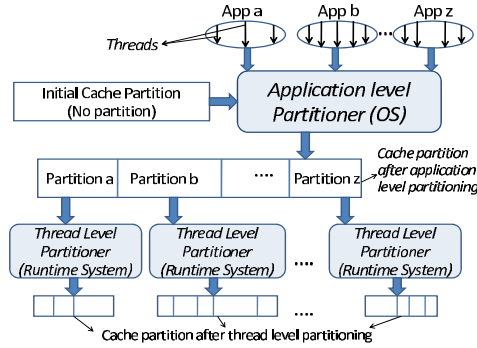 App a
App b
App z
Threads
....
Initial Cache Partition
(No partition)
Application level
Partitioner (OS)
Cache partition
after application
level partitioning
Partition a
Partition b
....
Partition z
Thread Level
Partitioner
(Runtime System)
Thread Level
Partitioner
(Runtime System)
....
Thread Level
Partitioner
(Runtime System)
....
Cache partition after thread level partitioning